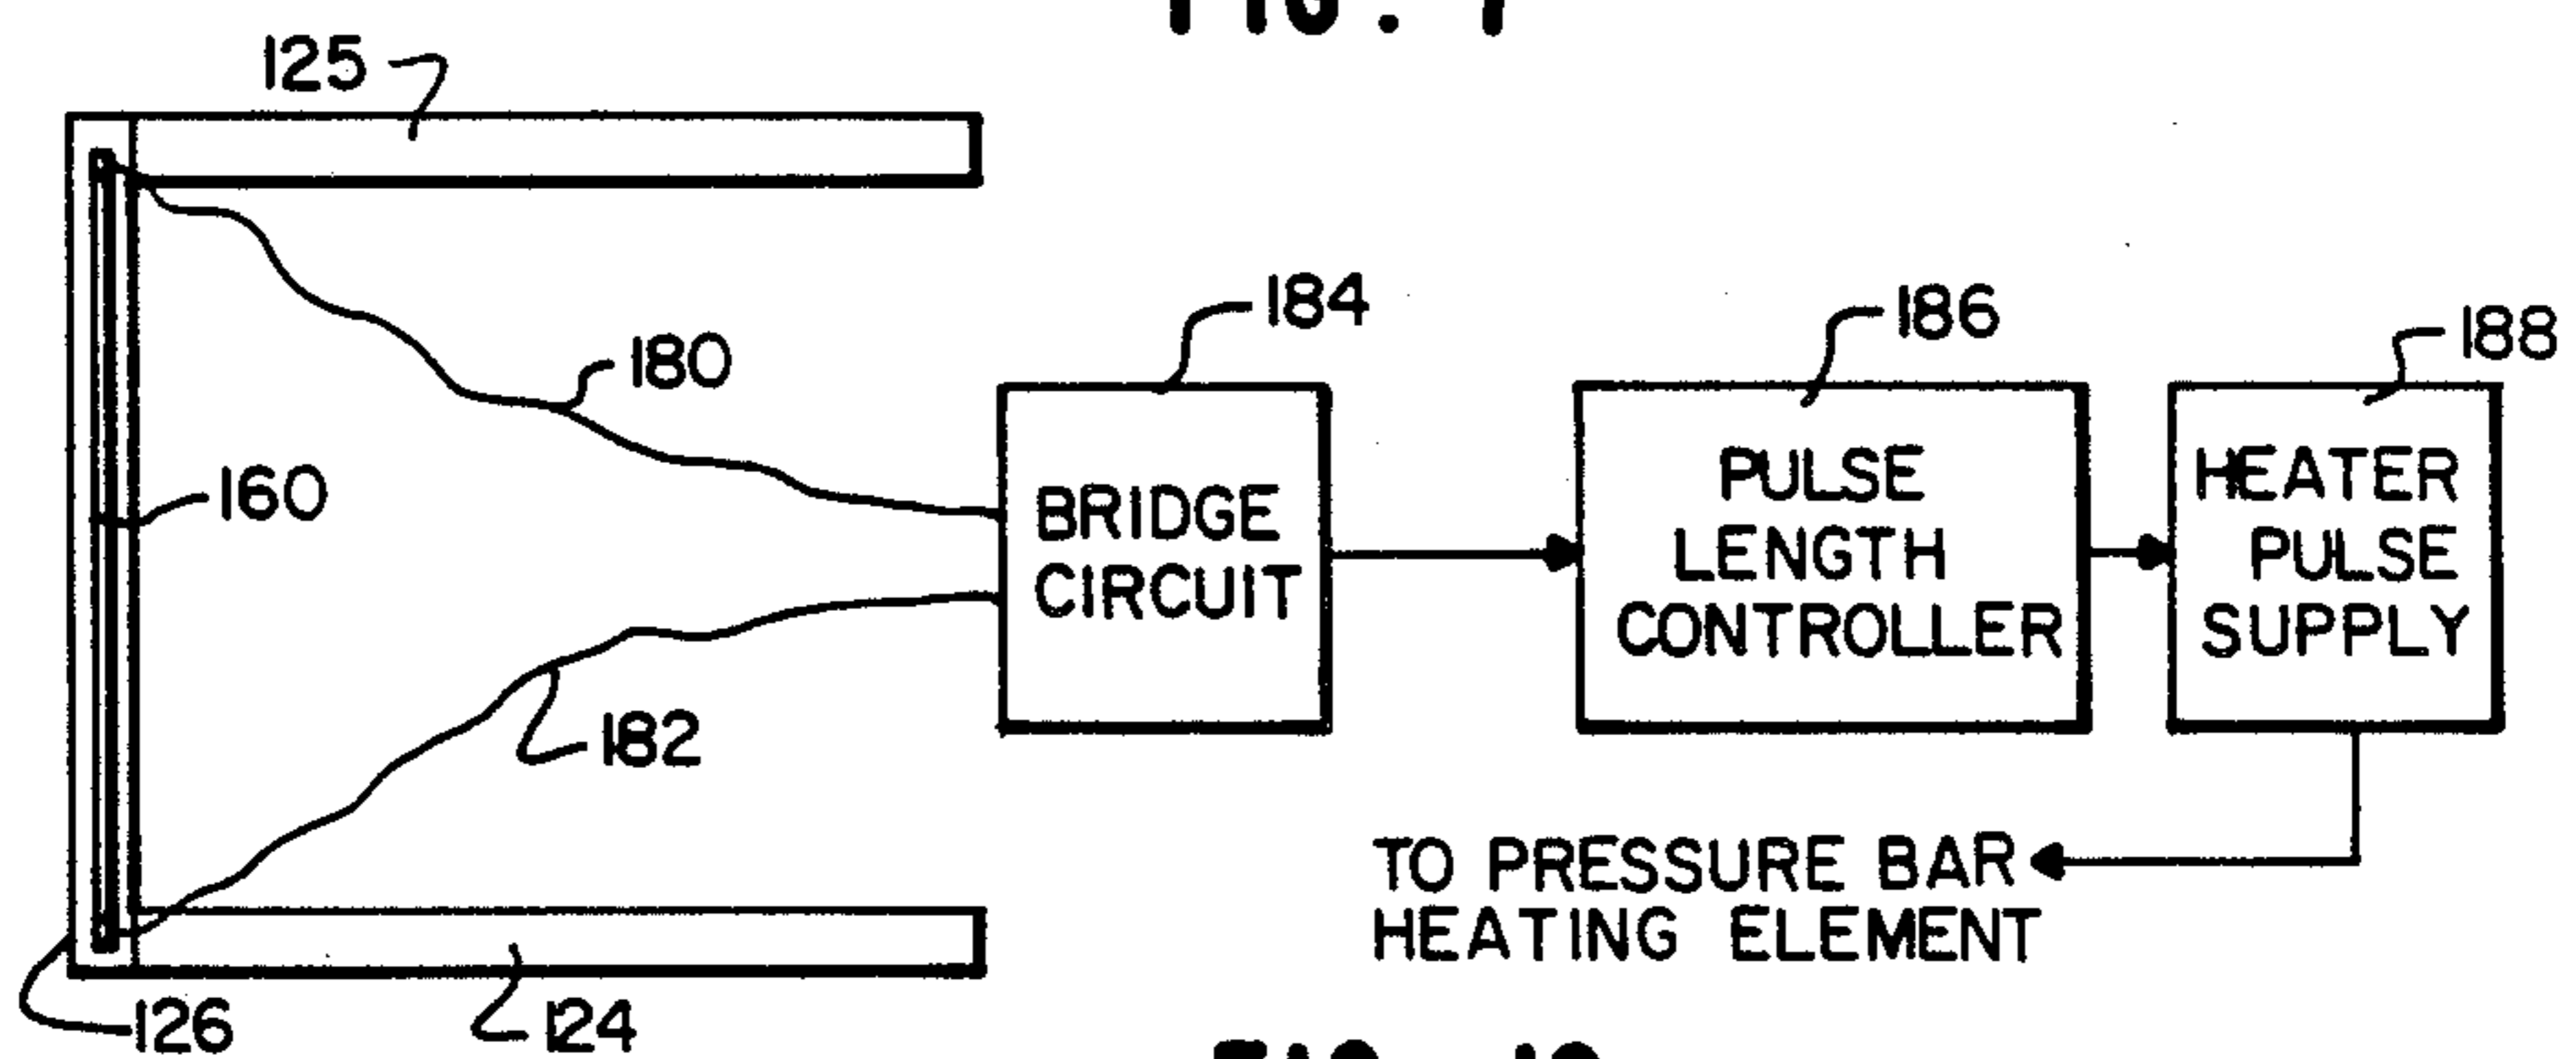 125
184
186
188
180
160
BRIDGE
CIRCUIT
PULSE
LENGTH
CONTROLLER
HEATER
PULSE
SUPPLY
182
TO PRESSURE BAR
HEATING ELEMENT
126
124